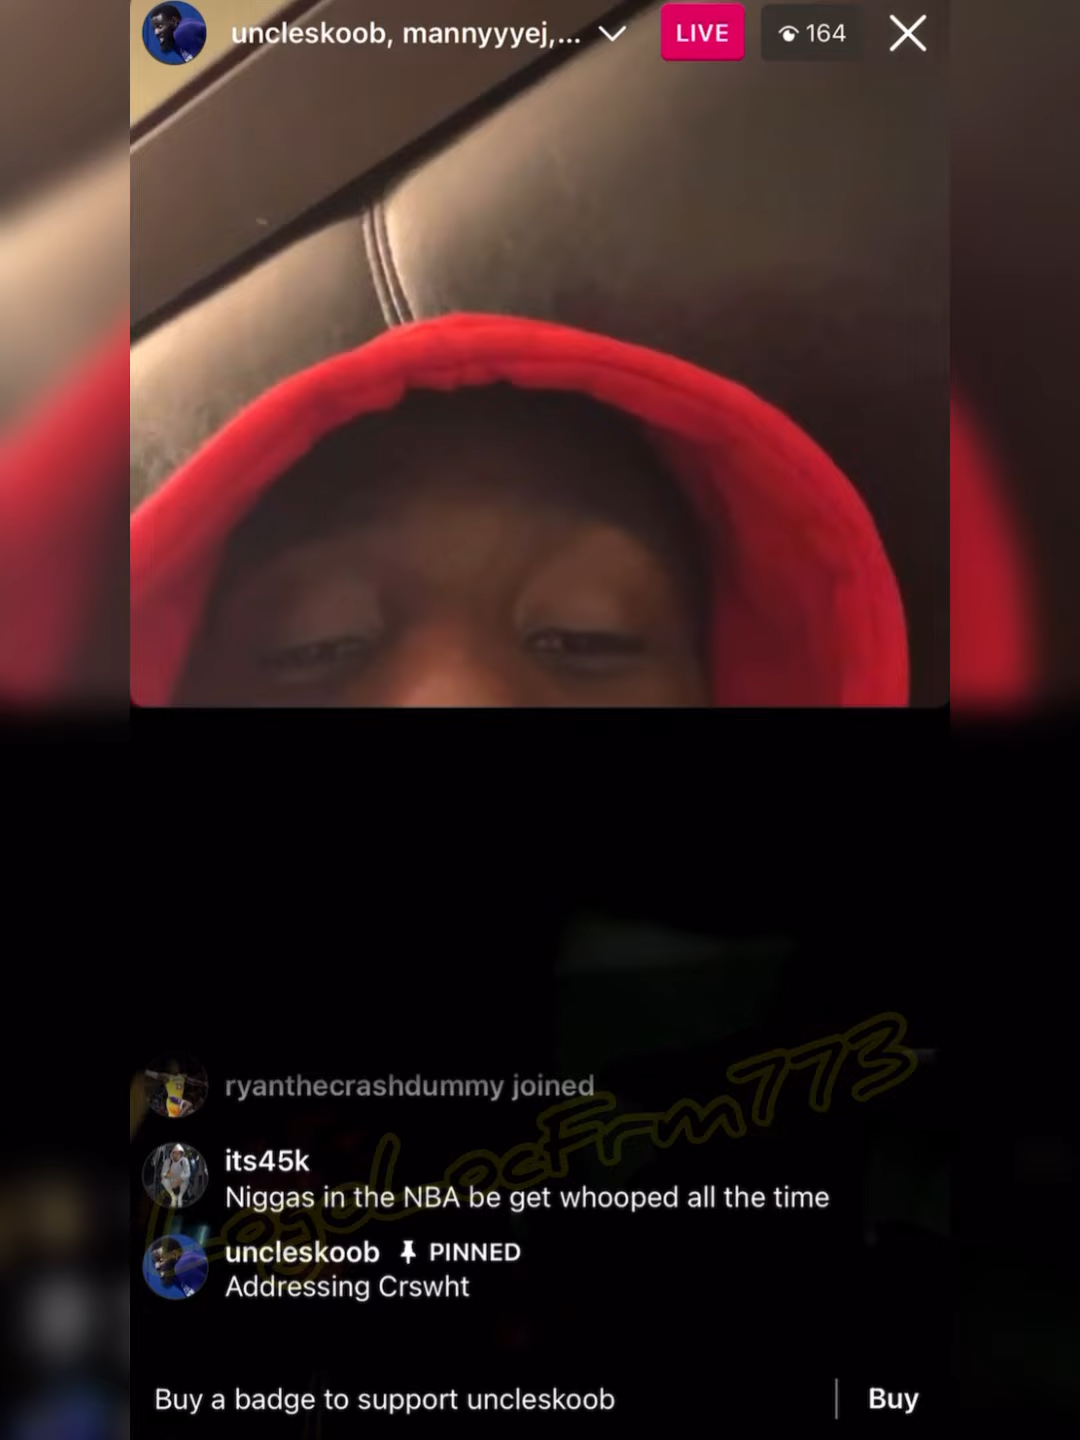 uncleskoob, mannyyyej,...
LIVE
164
ryanthecrashdummy joined
its45k
Niggas in the NBA be get whooped all the time
uncleskoob PINNED
Addressing Crswht
LogoLocFrm773
Buy a badge to support uncleskoob
Buy